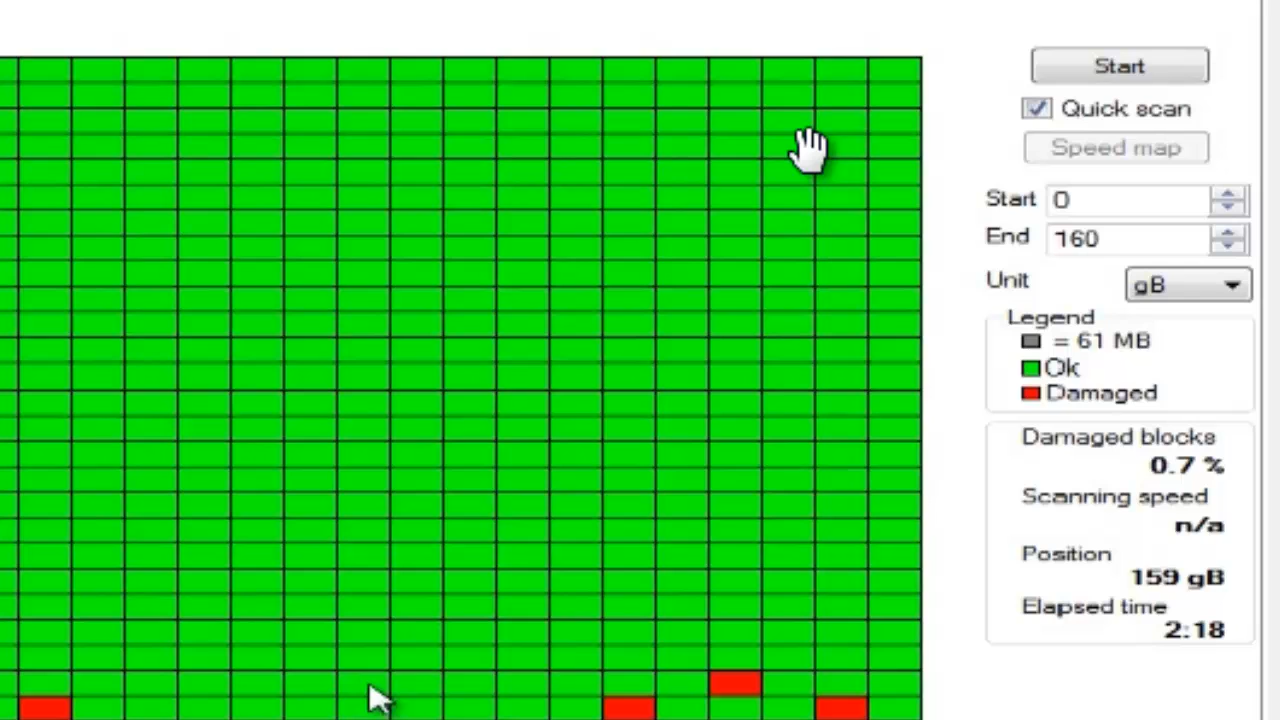 Start
Quick scan
Speed map
Start 0
End 160
Unit gB
Legend
= 61 MB
Ok
Damaged
Damaged blocks
0.7 %
Scanning speed
n/a
Position
159 gB
Elapsed time
2:18